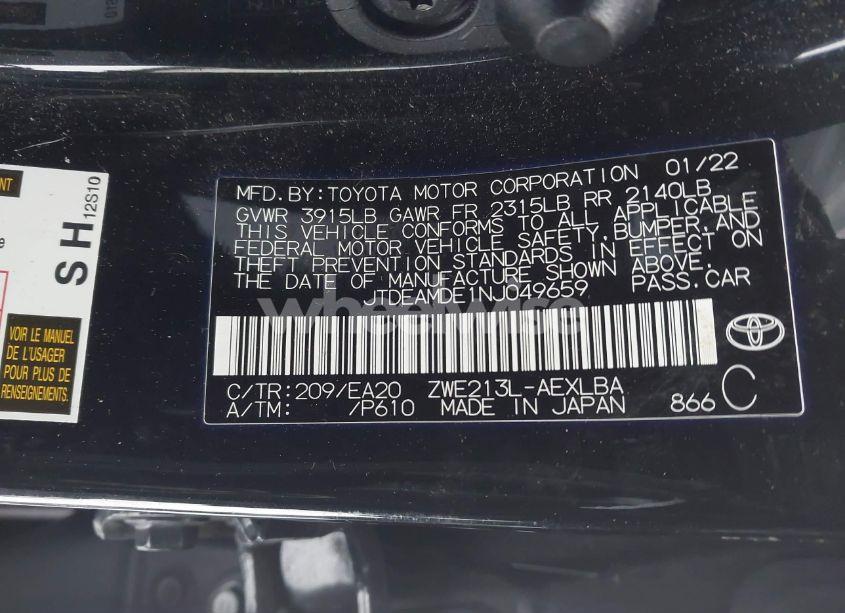 MFD. BY: TOYOTA MOTOR CORPORATION 01/22
GVWR 3915LB GAWR FR 2315LB RR 2140LB
THIS VEHICLE CONFORMS TO ALL APPLICABLE
FEDERAL MOTOR VEHICLE SAFETY, BUMPER, AND
THEFT PREVENTION STANDARDS IN EFFECT ON
THE DATE OF MANUFACTURE SHOWN ABOVE.
JTDEAMDE1NJ049659 PASS. CAR
wheelwise
C/TR: 209/EA20 ZWE213L-AEXLBA
A/TM: /P610 MADE IN JAPAN 866 C
NT
SH
12S10
VOIR LE MANUEL
DE L'USAGER
POUR PLUS DE
RENSEIGNEMENTS.